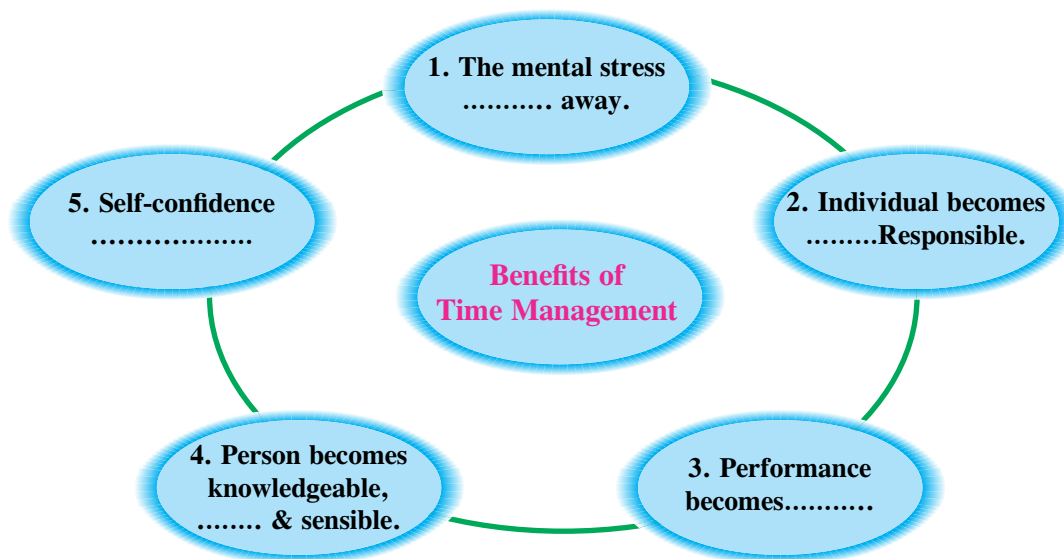 1. The mental stress
........... away.
2. Individual becomes
.........Responsible.
5. Self-confidence
...................
Benefits of
Time Management
4. Person becomes
knowledgeable,
........ & sensible.
3. Performance
becomes...........